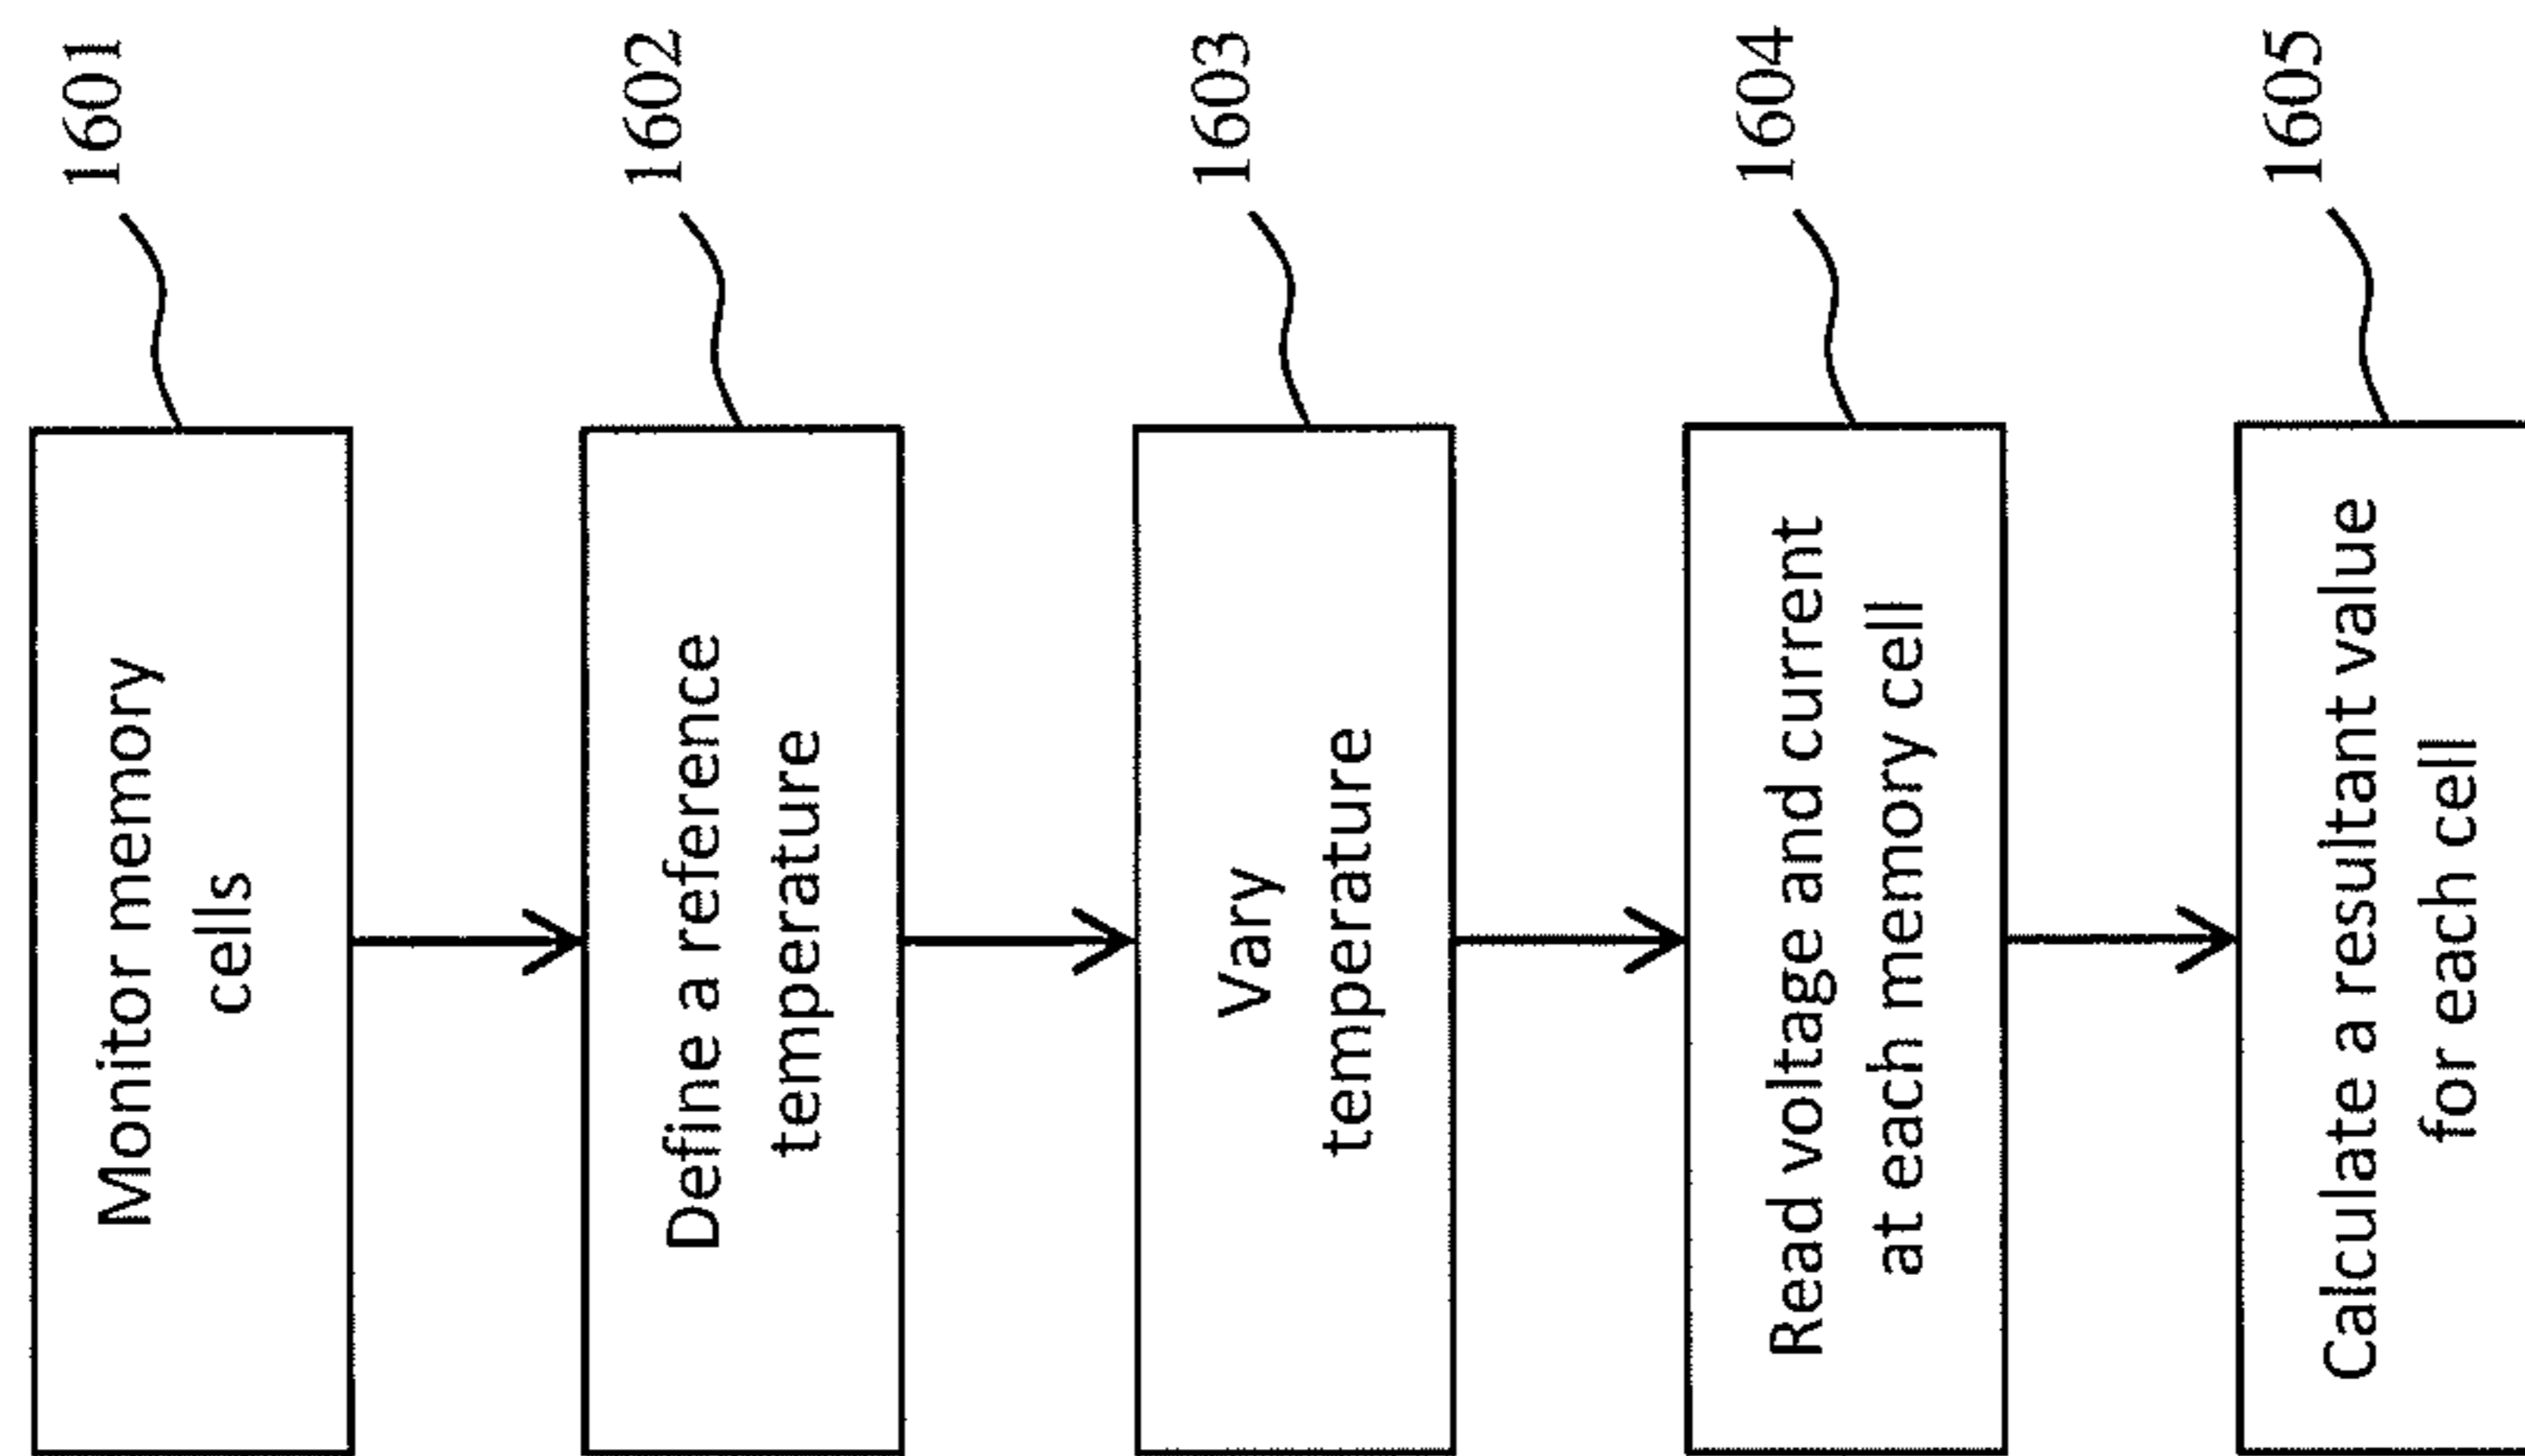 1601
Monitor memory
cells
1602
Define a reference
temperature
1603
Vary
temperature
1604
Read voltage and current
at each memory cell
1605
Calculate a resultant value
for each cell